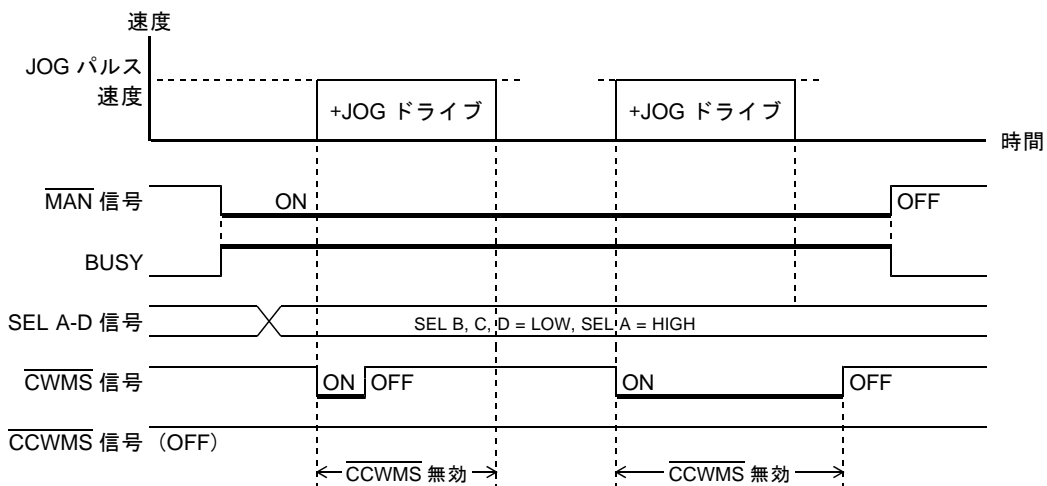 速度
JOG パルス
速度
+JOG ドライブ
+JOG ドライブ
時間
MAN 信号
ON
OFF
BUSY
SEL A-D 信号
SEL B, C, D = LOW, SEL A = HIGH
CWMS 信号
ON
OFF
ON
OFF
CCWMS 信号 (OFF)
CCWMS 無効
CCWMS 無効